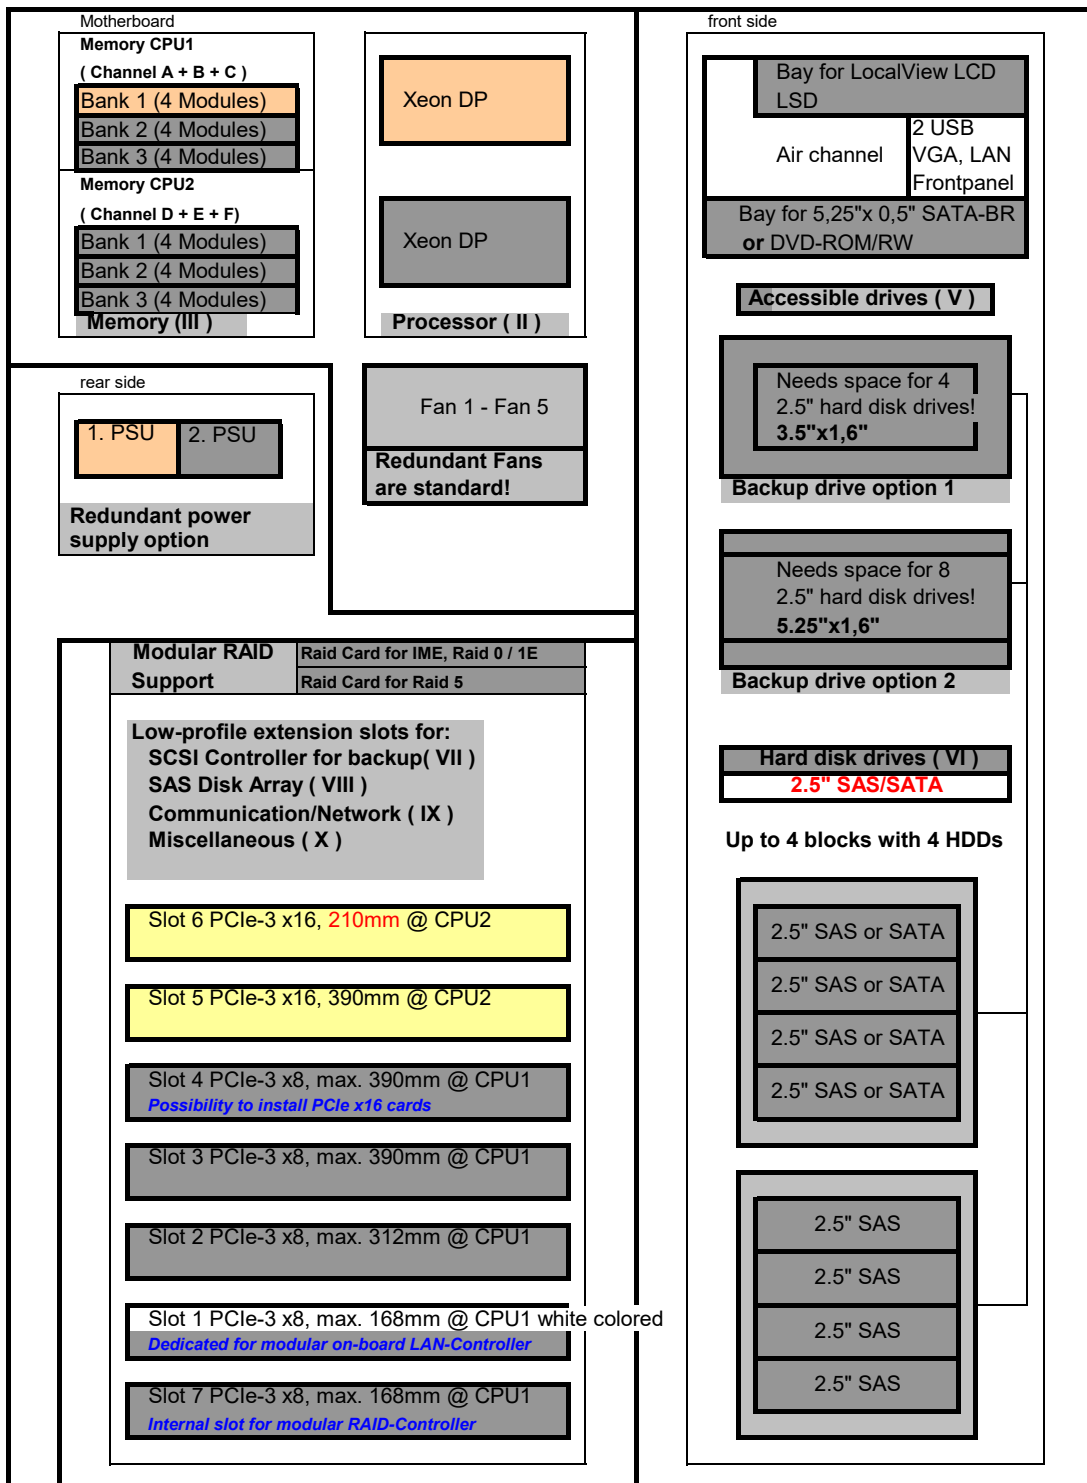 Motherboard
Memory CPU1
( Channel A + B + C )
Bank 1 (4 Modules)
Bank 2 (4 Modules)
Bank 3 (4 Modules)
Memory CPU2
( Channel D + E + F)
Bank 1 (4 Modules)
Bank 2 (4 Modules)
Bank 3 (4 Modules)
Memory (III )
Xeon DP
Xeon DP
Processor ( II )
rear side
1. PSU
2. PSU
Redundant power
supply option
Fan 1 - Fan 5
Redundant Fans
are standard!
Modular RAID
Support
Raid Card for IME, Raid 0 / 1E
Raid Card for Raid 5
Low-profile extension slots for:
SCSI Controller for backup( VII )
SAS Disk Array ( VIII )
Communication/Network ( IX )
Miscellaneous ( X )
Slot 6 PCIe-3 x16, 210mm @ CPU2
Slot 5 PCIe-3 x16, 390mm @ CPU2
Slot 4 PCIe-3 x8, max. 390mm @ CPU1
Possibility to install PCIe x16 cards
Slot 3 PCIe-3 x8, max. 390mm @ CPU1
Slot 2 PCIe-3 x8, max. 312mm @ CPU1
Slot 1 PCIe-3 x8, max. 168mm @ CPU1 white colored
Dedicated for modular on-board LAN-Controller
Slot 7 PCIe-3 x8, max. 168mm @ CPU1
Internal slot for modular RAID-Controller
front side
Bay for LocalView LCD
LSD
Air channel
2 USB
VGA, LAN
Frontpanel
Bay for 5,25"x 0,5" SATA-BR
or DVD-ROM/RW
Accessible drives ( V )
Needs space for 4
2.5" hard disk drives!
3.5"x1,6"
Backup drive option 1
Needs space for 8
2.5" hard disk drives!
5.25"x1,6"
Backup drive option 2
Hard disk drives ( VI )
2.5" SAS/SATA
Up to 4 blocks with 4 HDDs
2.5" SAS or SATA
2.5" SAS or SATA
2.5" SAS or SATA
2.5" SAS or SATA
2.5" SAS
2.5" SAS
2.5" SAS
2.5" SAS